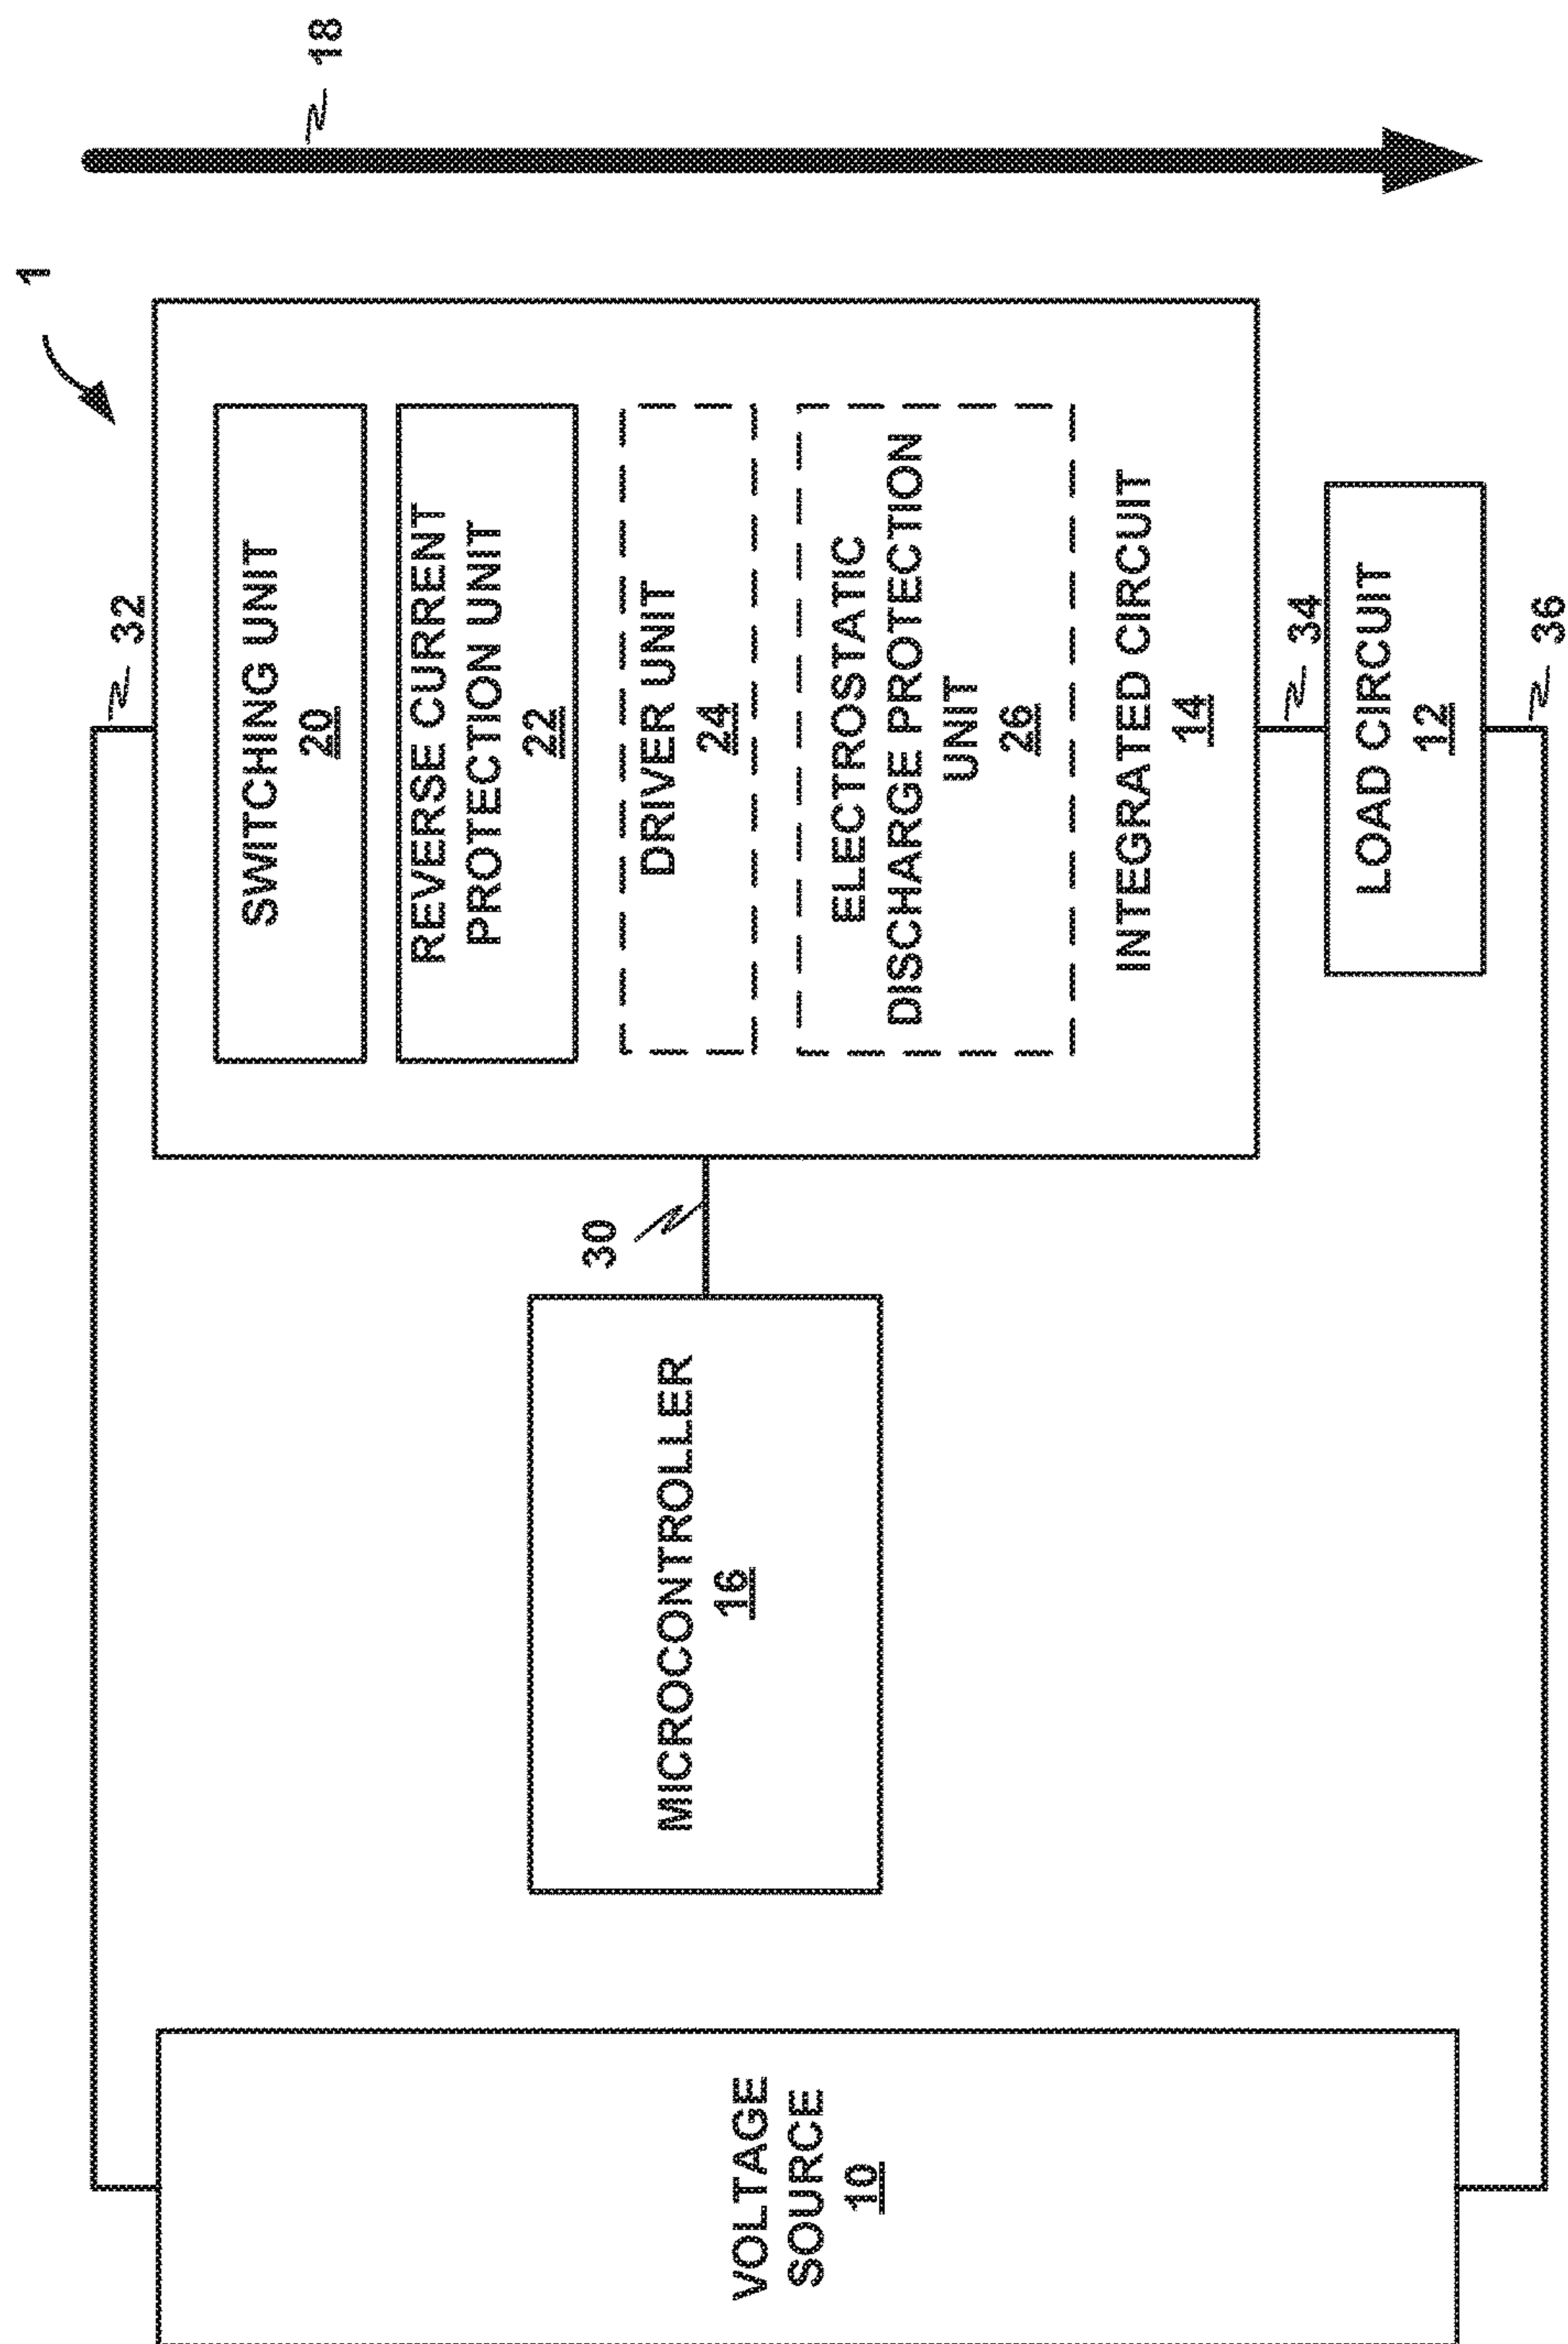 1
18
32
VOLTAGE
SOURCE
10
MICROCONTROLLER
16
30
SWITCHING UNIT
20
REVERSE CURRENT
PROTECTION UNIT
22
DRIVER UNIT
24
ELECTROSTATIC
DISCHARGE PROTECTION
UNIT
26
INTEGRATED CIRCUIT
14
34
LOAD CIRCUIT
12
36